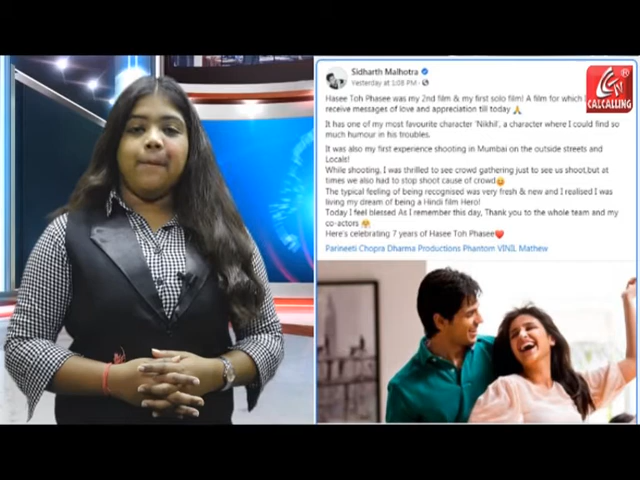 Sidharth Malhotra
Yesterday at 1:08 PM
CALCALLING
Hasee Toh Phasee was my 2nd film & my first solo film! A film for which I
receive messages of love and appreciation till today
It has one of my most favourite character 'Nikhil', a character where I could find so
much humour in his troubles.
It was also my first experience shooting in Mumbai on the outside streets and
Locals!
While shooting, I was thrilled to see crowd gathering just to see us shoot,but at
times we also had to stop shoot cause of crowd
The typical feeling of being recognised was very fresh & new and I realised I was
living my dream of being a Hindi film Hero!
Today I feel blessed As I remember this day, Thank you to the whole team and my
co-actors
Here's celebrating 7 years of Hasee Toh Phasee
Parineeti Chopra Dharma Productions Phantom VINIL Mathew